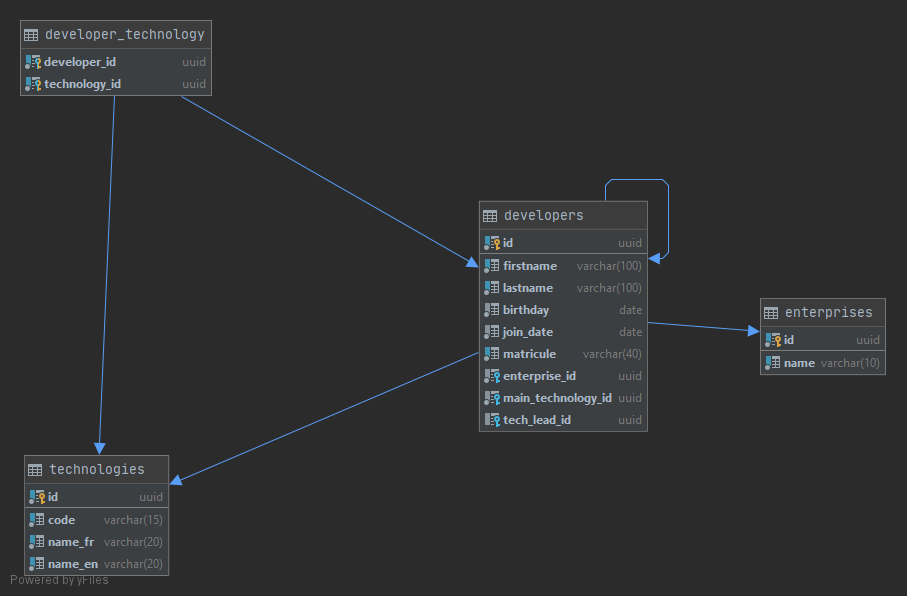 developer_technology
developer_id uuid
technology_id uuid
developers
id uuid
firstname varchar(100)
lastname varchar(100)
birthday date
join_date date
matricule varchar(40)
enterprise_id uuid
main_technology_id uuid
tech_lead_id uuid
enterprises
id uuid
name varchar(10)
technologies
id uuid
code varchar(15)
name_fr varchar(20)
name_en varchar(20)
Powered by yFiles